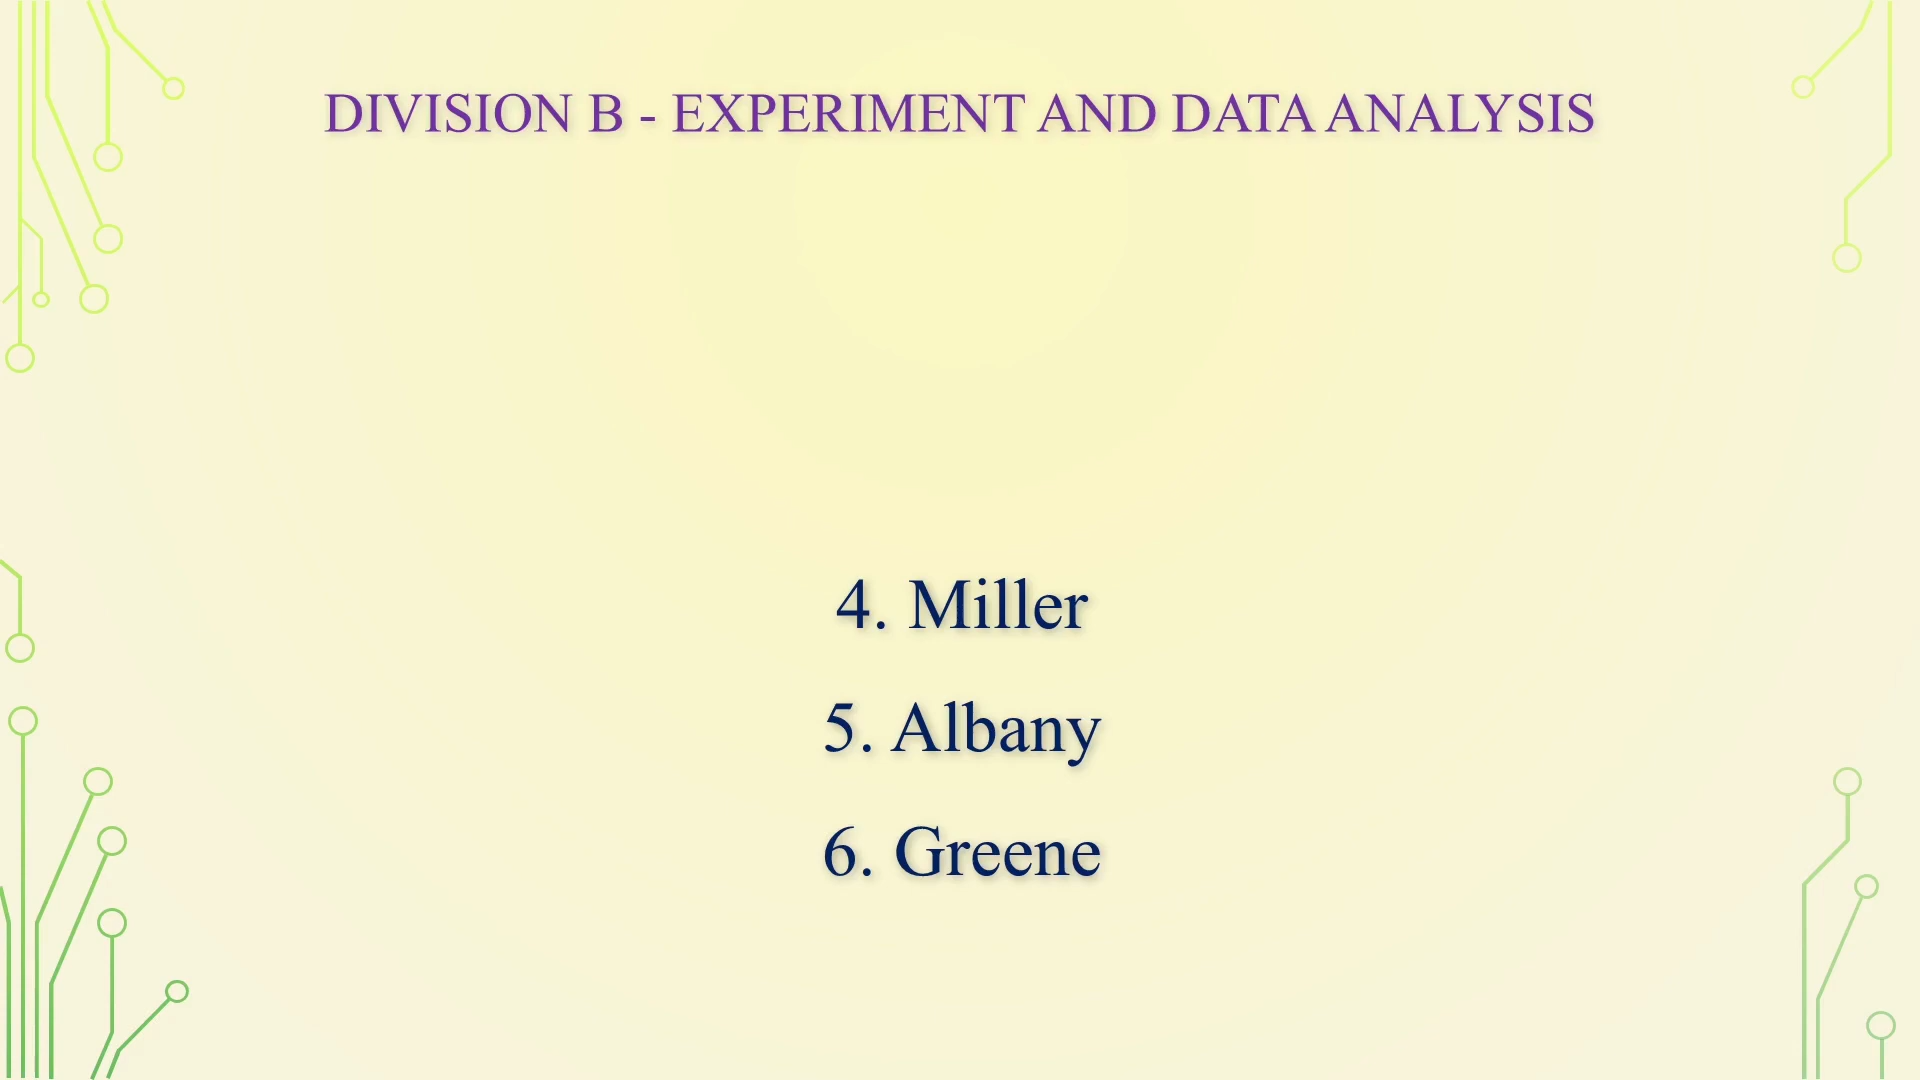 DIVISION B - EXPERIMENT AND DATA ANALYSIS
4. Miller
5. Albany
6. Greene